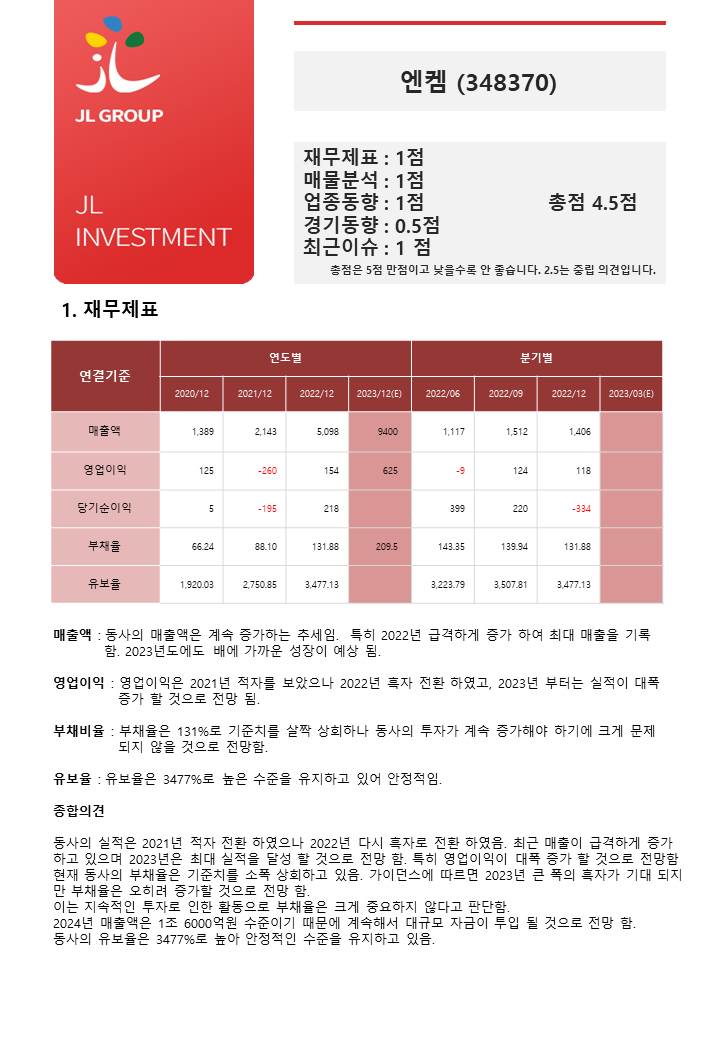 JL GROUP
JL
INVESTMENT
엔켐 (348370)
재무제표 : 1점
매물분석 : 1점
업종동향 : 1점
총점 4.5점
경기동향 : 0.5점
최근이슈 : 1 점
총점은 5점 만점이고 낮을수록 안 좋습니다. 2.5는 중립 의견입니다.
1. 재무제표
연결기준 연도별 분기별
2020/12 2021/12 2022/12 2023/12(E) 2022/06 2022/09 2022/12 2023/03(E)
매출액 1,389 2,143 5,098 9400 1,117 1,512 1,406
영업이익 125 -260 154 625 -9 124 118
당기순이익 5 -195 218 399 220 -334
부채율 66.24 88.10 131.88 209.5 143.35 139.94 131.88
유보율 1,920.03 2,750.85 3,477.13 3,223.79 3,507.81 3,477.13
매출액 : 동사의 매출액은 계속 증가하는 추세임. 특히 2022년 급격하게 증가 하여 최대 매출을 기록
함. 2023년도에도 배에 가까운 성장이 예상 됨.
영업이익 : 영업이익은 2021년 적자를 보았으나 2022년 흑자 전환 하였고, 2023년 부터는 실적이 대폭
증가 할 것으로 전망 됨.
부채비율 : 부채율은 131%로 기준치를 살짝 상회하나 동사의 투자가 계속 증가해야 하기에 크게 문제
되지 않을 것으로 전망함.
유보율 : 유보율은 3477%로 높은 수준을 유지하고 있어 안정적임.
종합의견
동사의 실적은 2021년 적자 전환 하였으나 2022년 다시 흑자로 전환 하였음. 최근 매출이 급격하게 증가
하고 있으며 2023년은 최대 실적을 달성 할 것으로 전망 함. 특히 영업이익이 대폭 증가 할 것으로 전망함
현재 동사의 부채율은 기준치를 소폭 상회하고 있음. 가이던스에 따르면 2023년 큰 폭의 흑자가 기대 되지
만 부채율은 오히려 증가할 것으로 전망 함.
이는 지속적인 투자로 인한 활동으로 부채율은 크게 중요하지 않다고 판단함.
2024년 매출액은 1조 6000억원 수준이기 때문에 계속해서 대규모 자금이 투입 될 것으로 전망 함.
동사의 유보율은 3477%로 높아 안정적인 수준을 유지하고 있음.